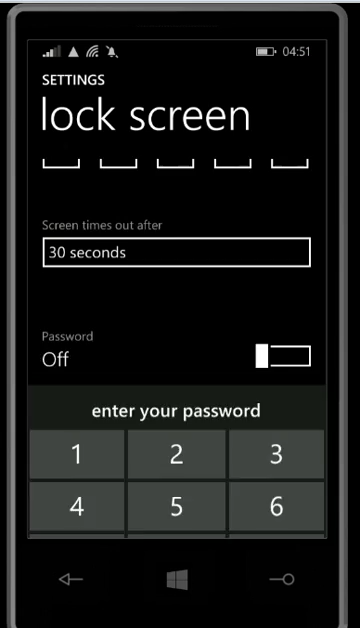 04:51
SETTINGS
lock screen
Screen times out after
30 seconds
Password
Off
enter your password
1 2 3
4 5 6